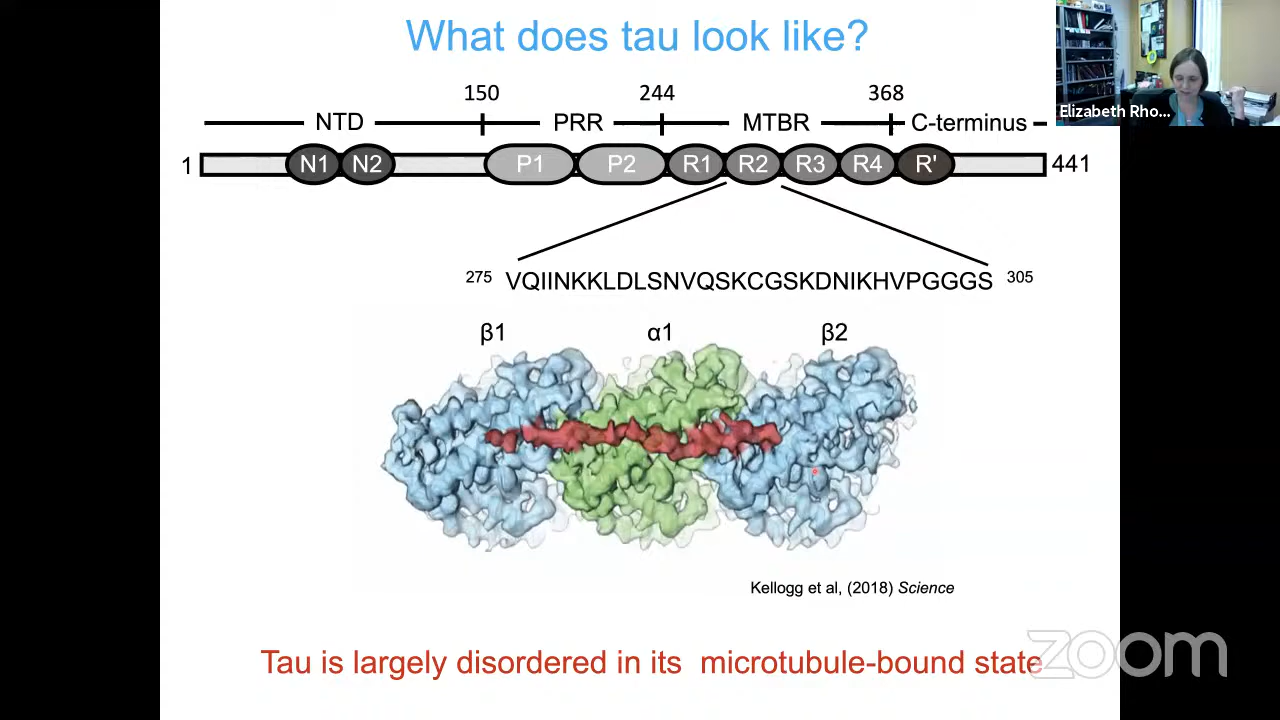 What does tau look like?
Elizabeth Rho...
150 244 368
NTD PRR MTBR C-terminus
1 N1 N2 P1 P2 R1 R2 R3 R4 R' 441
275 VQIINKKLDLSNVQSKCGSKDNIKHVPGGGS 305
β1 α1 β2
Kellogg et al, (2018) Science
Tau is largely disordered in its microtubule-bound state
zoom